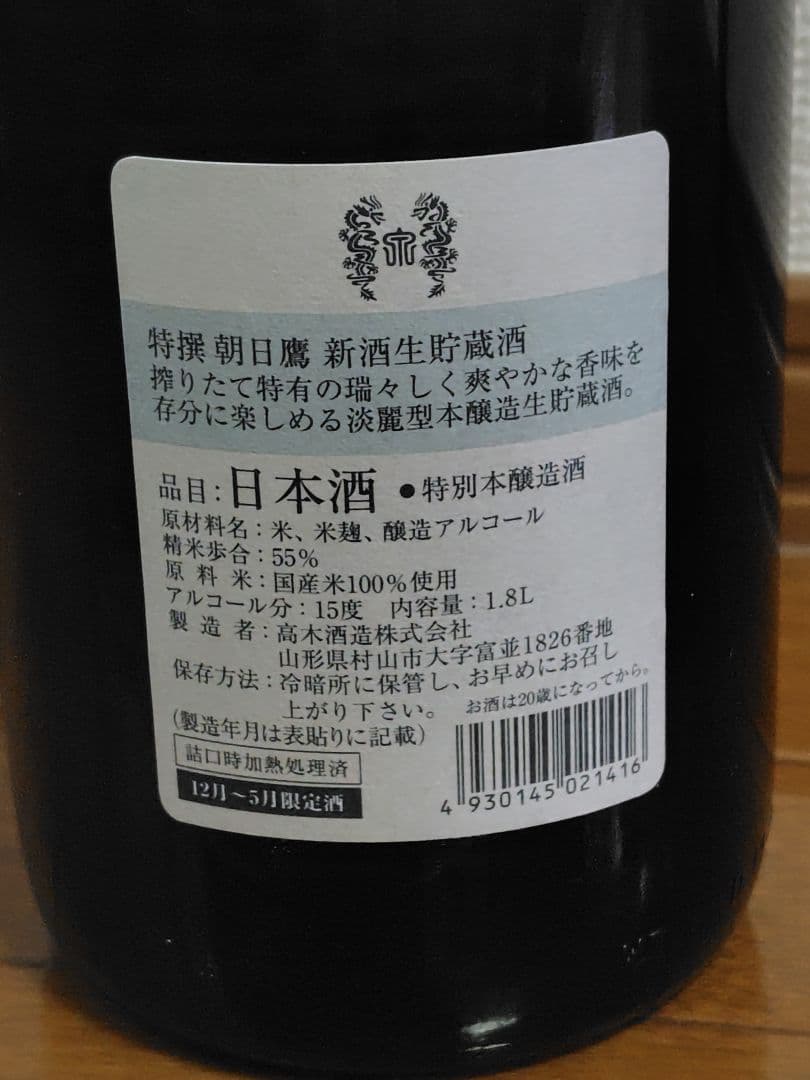 特撰 朝日鷹 新酒生貯蔵酒
搾りたて特有の瑞々しく爽やかな香味を
存分に楽しめる淡麗型本醸造生貯蔵酒。
品目:日本酒 ●特別本醸造酒
原材料名:米、米麹、醸造アルコール
精米歩合:55%
原料米:国産米100%使用
アルコール分:15度 内容量:1.8L
製造者:高木酒造株式会社
山形県村山市大字富並1826番地
保存方法:冷暗所に保管し、お早めにお召し
上がり下さい。
(製造年月は表貼りに記載)
お酒は20歳になってから。
詰口時加熱処理済
12月〜5月限定酒
4 930145 021416